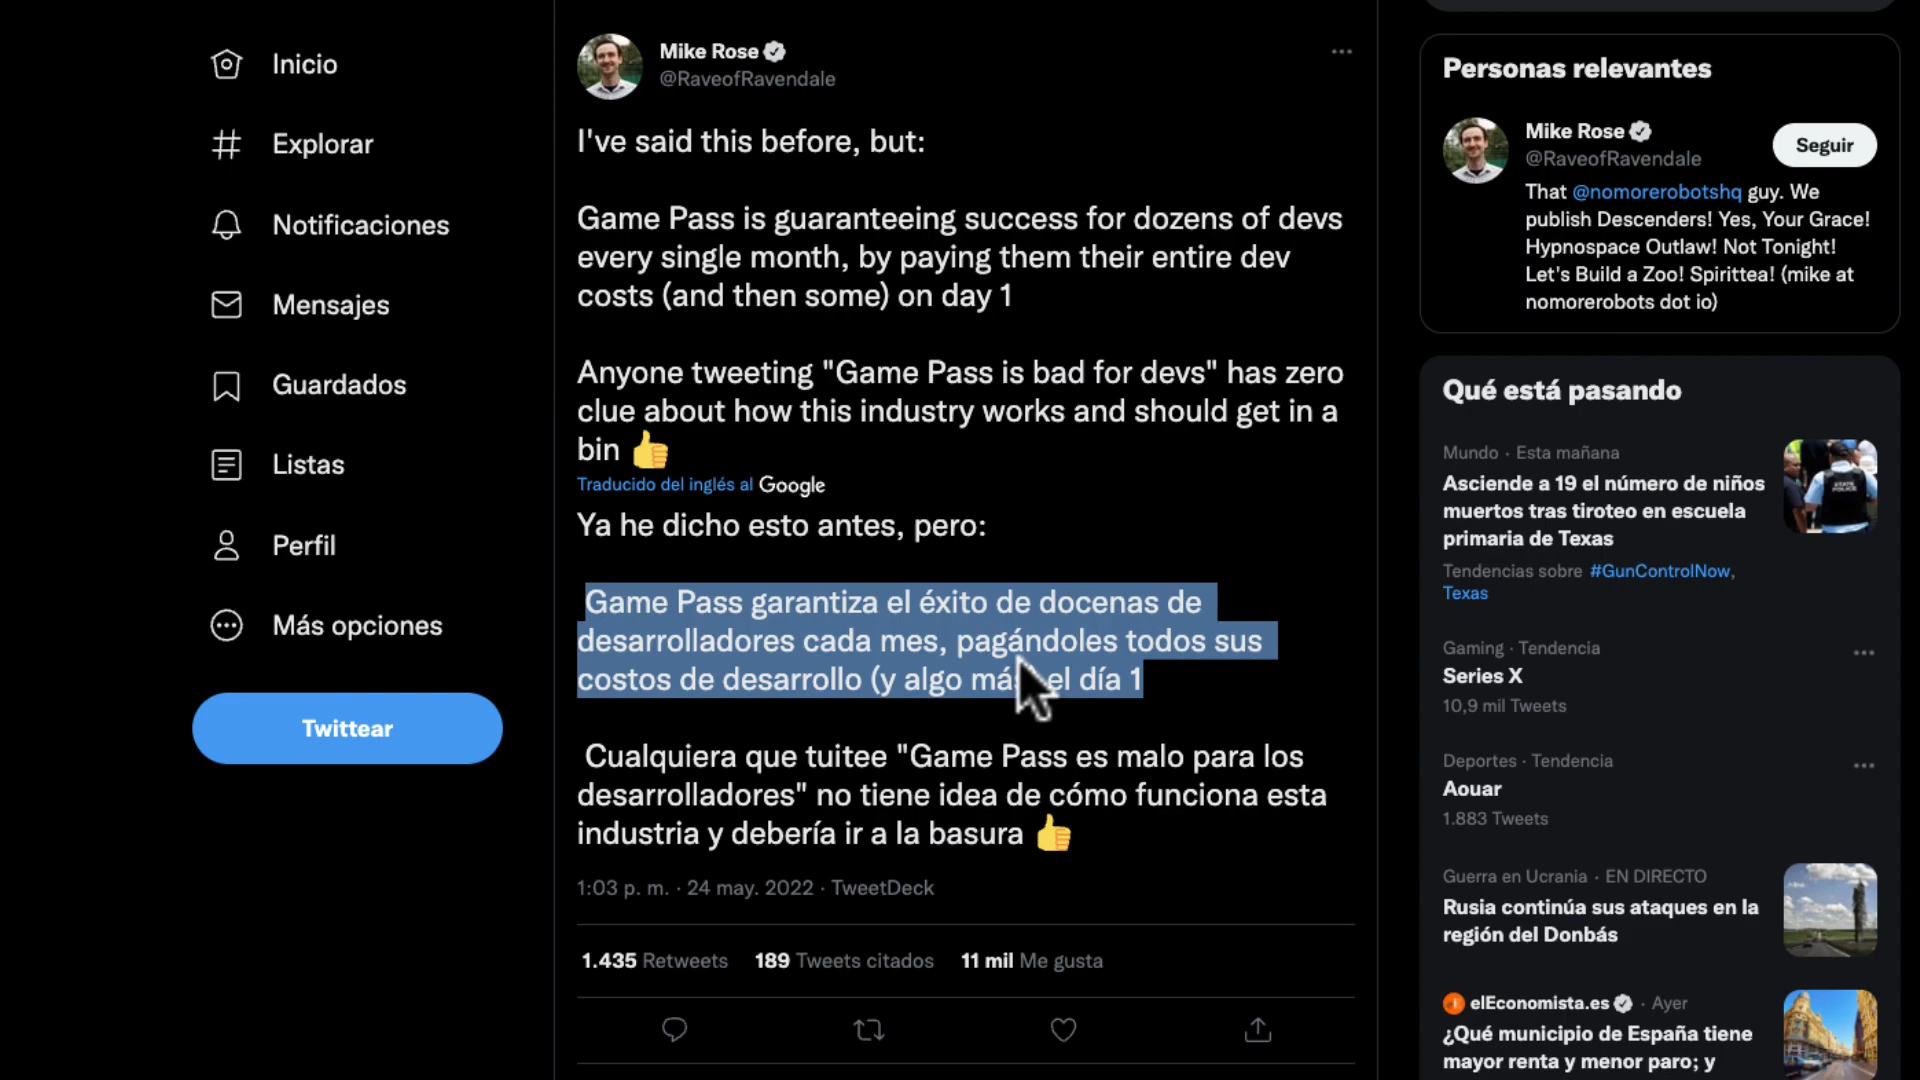 Inicio
Explorar
Notificaciones
Mensajes
Guardados
Listas
Perfil
Más opciones
Twittear
Mike Rose
@RaveofRavendale
I've said this before, but:
Game Pass is guaranteeing success for dozens of devs
every single month, by paying them their entire dev
costs (and then some) on day 1
Anyone tweeting "Game Pass is bad for devs" has zero
clue about how this industry works and should get in a
bin 👍
Traducido del inglés al Google
Ya he dicho esto antes, pero:
Game Pass garantiza el éxito de docenas de
desarrolladores cada mes, pagándoles todos sus
costos de desarrollo (y algo más el día 1
Cualquiera que tuitee "Game Pass es malo para los
desarrolladores" no tiene idea de cómo funciona esta
industria y debería ir a la basura 👍
1:03 p. m. · 24 may. 2022 · TweetDeck
1.435 Retweets 189 Tweets citados 11 mil Me gusta
Personas relevantes
Mike Rose
@RaveofRavendale
Seguir
That @nomorerobotshq guy. We
publish Descenders! Yes, Your Grace!
Hypnospace Outlaw! Not Tonight!
Let's Build a Zoo! Spirittea! (mike at
nomorerobots dot io)
Qué está pasando
Mundo · Esta mañana
Asciende a 19 el número de niños
muertos tras tiroteo en escuela
primaria de Texas
Tendencias sobre #GunControlNow,
Texas
STATE
POLICE
Gaming · Tendencia
Series X
10,9 mil Tweets
Deportes · Tendencia
Aouar
1.883 Tweets
Guerra en Ucrania · EN DIRECTO
Rusia continúa sus ataques en la
región del Donbás
elEconomista.es · Ayer
¿Qué municipio de España tiene
mayor renta y menor paro; y